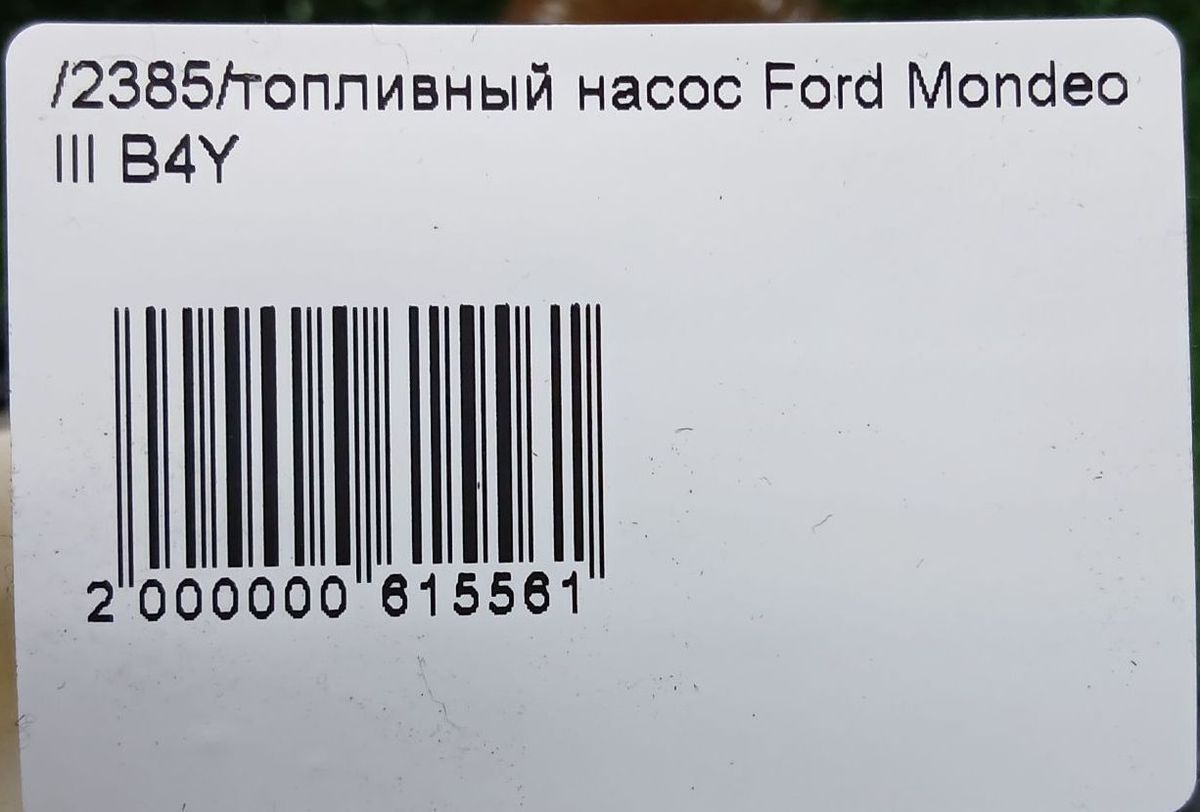 /2385/топливный насос Ford Mondeo
III B4Y
2 000000 615561